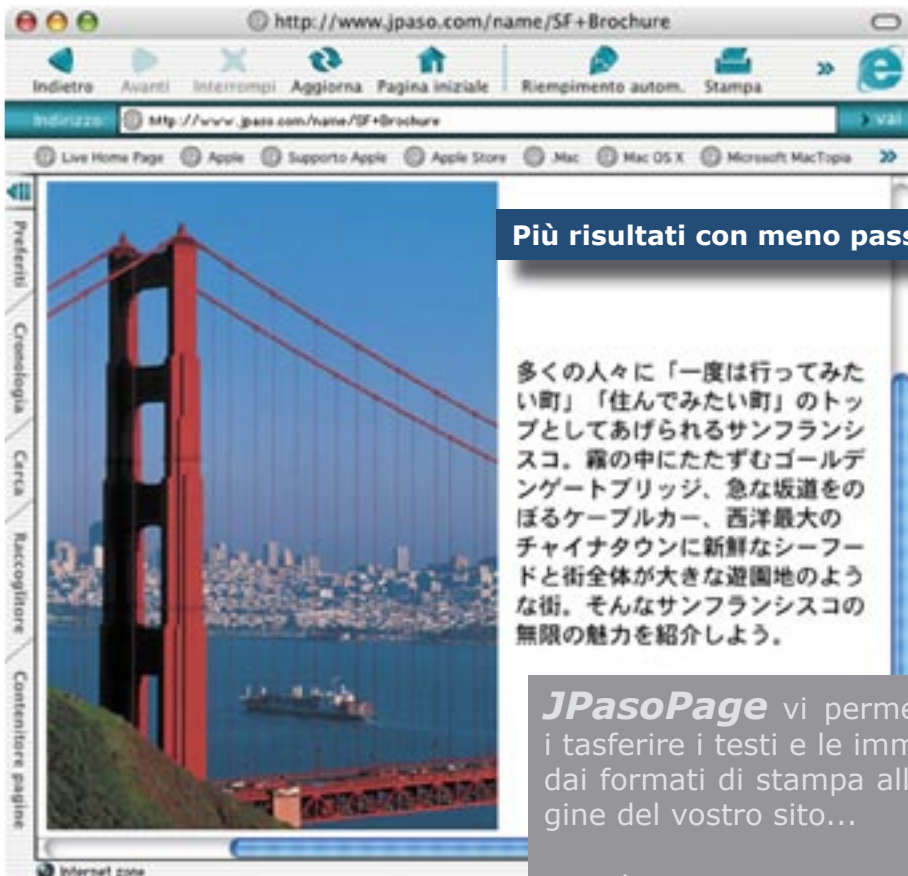 http://www.jpaso.com/name/SF+Brochure
Indietro Avanti Interrompi Aggiorna Pagina iniziale Riempimento autom. Stampa
Indirizzo http://www.jpaso.com/name/SF+Brochure vai
Live Home Page Apple Supporto Apple Apple Store .Mac Mac OS X Microsoft MacTopia
Preferiti
Cronologia
Cerca
Raccoglitore
Contenitore pagine
Più risultati con meno pass
多くの人々に「一度は行ってみた
い町」「住んでみたい町」のトッ
プとしてあげられるサンフランシ
スコ。霧の中にたたずむゴールデ
ンゲートブリッジ、急な坂道をの
ぼるケーブルカー、西洋最大の
チャイナタウンに新鮮なシーフー
ドと街全体が大きな遊園地のよう
な街。そんなサンフランシスコの
無限の魅力を紹介しよう。
JPasoPage vi perme
i tasferire i testi e le imm
dai formati di stampa all
gine del vostro sito...
Internet zone